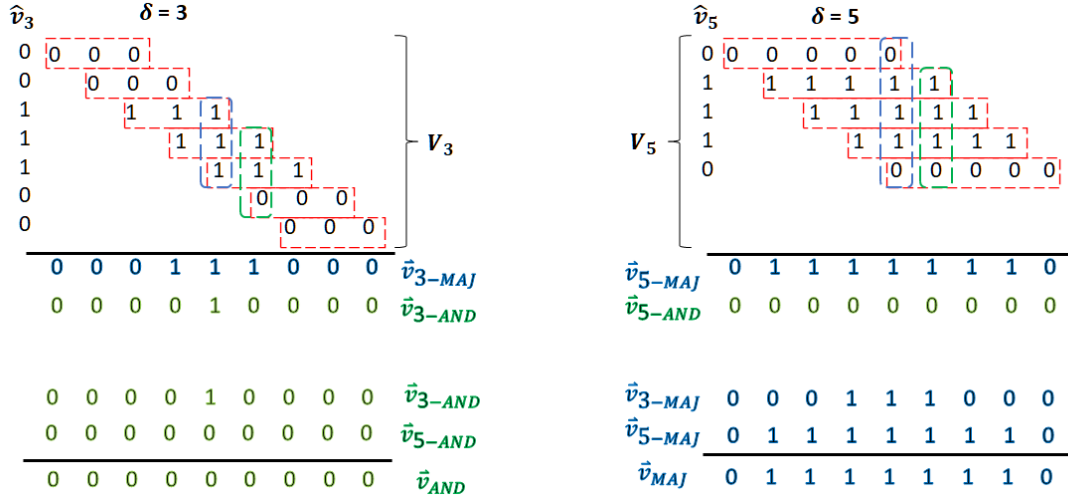 v̂₃ δ = 3
0 0 0 0
0 0 0 0
1 1 1 1
1 1 1 1
1 1 1 1
0 0 0 0
0 0 0 0
V₃
0 0 0 1 1 1 0 0 0 v⃗₃₋MAJ
0 0 0 0 1 0 0 0 0 v⃗₃₋AND
0 0 0 0 1 0 0 0 0 v⃗₃₋AND
0 0 0 0 0 0 0 0 0 v⃗₅₋AND
0 0 0 0 0 0 0 0 0 v⃗AND
v̂₅ δ = 5
0 0 0 0 0 0
1 1 1 1 1 1
1 1 1 1 1 1
1 1 1 1 1 1
0 0 0 0 0 0
V₅
v⃗₅₋MAJ 0 1 1 1 1 1 1 1 0
v⃗₅₋AND 0 0 0 0 0 0 0 0 0
v⃗₃₋MAJ 0 0 0 1 1 1 0 0 0
v⃗₅₋MAJ 0 1 1 1 1 1 1 1 0
v⃗MAJ 0 1 1 1 1 1 1 1 0